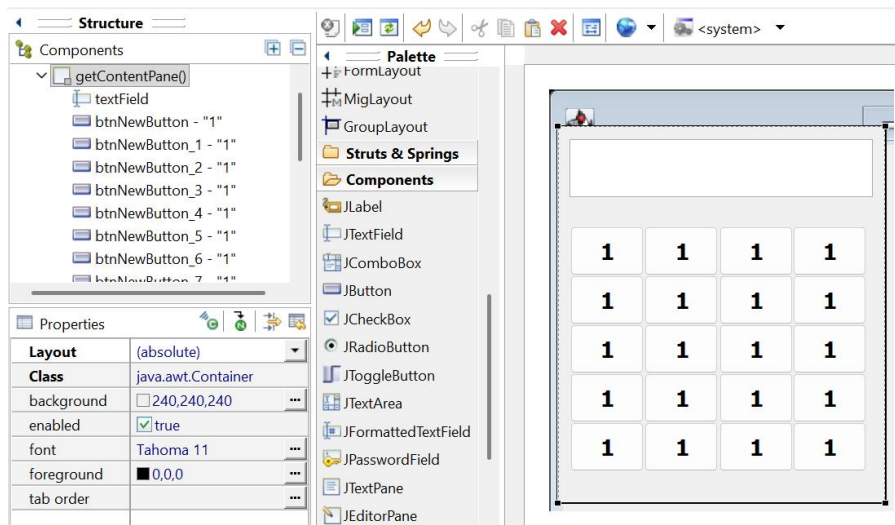 Structure
Components
getContentPane()
textField
btnNewButton - "1"
btnNewButton_1 - "1"
btnNewButton_2 - "1"
btnNewButton_3 - "1"
btnNewButton_4 - "1"
btnNewButton_5 - "1"
btnNewButton_6 - "1"
btnNewButton_7 - "1"
Properties
Layout (absolute)
Class java.awt.Container
background 240,240,240
enabled true
font Tahoma 11
foreground 0,0,0
tab order
<system>
Palette
FormLayout
MigLayout
GroupLayout
Struts & Springs
Components
JLabel
JTextField
JComboBox
JButton
JCheckBox
JRadioButton
JToggleButton
JTextArea
JFormattedTextField
JPasswordField
JTextPane
JEditorPane
1 1 1 1
1 1 1 1
1 1 1 1
1 1 1 1
1 1 1 1